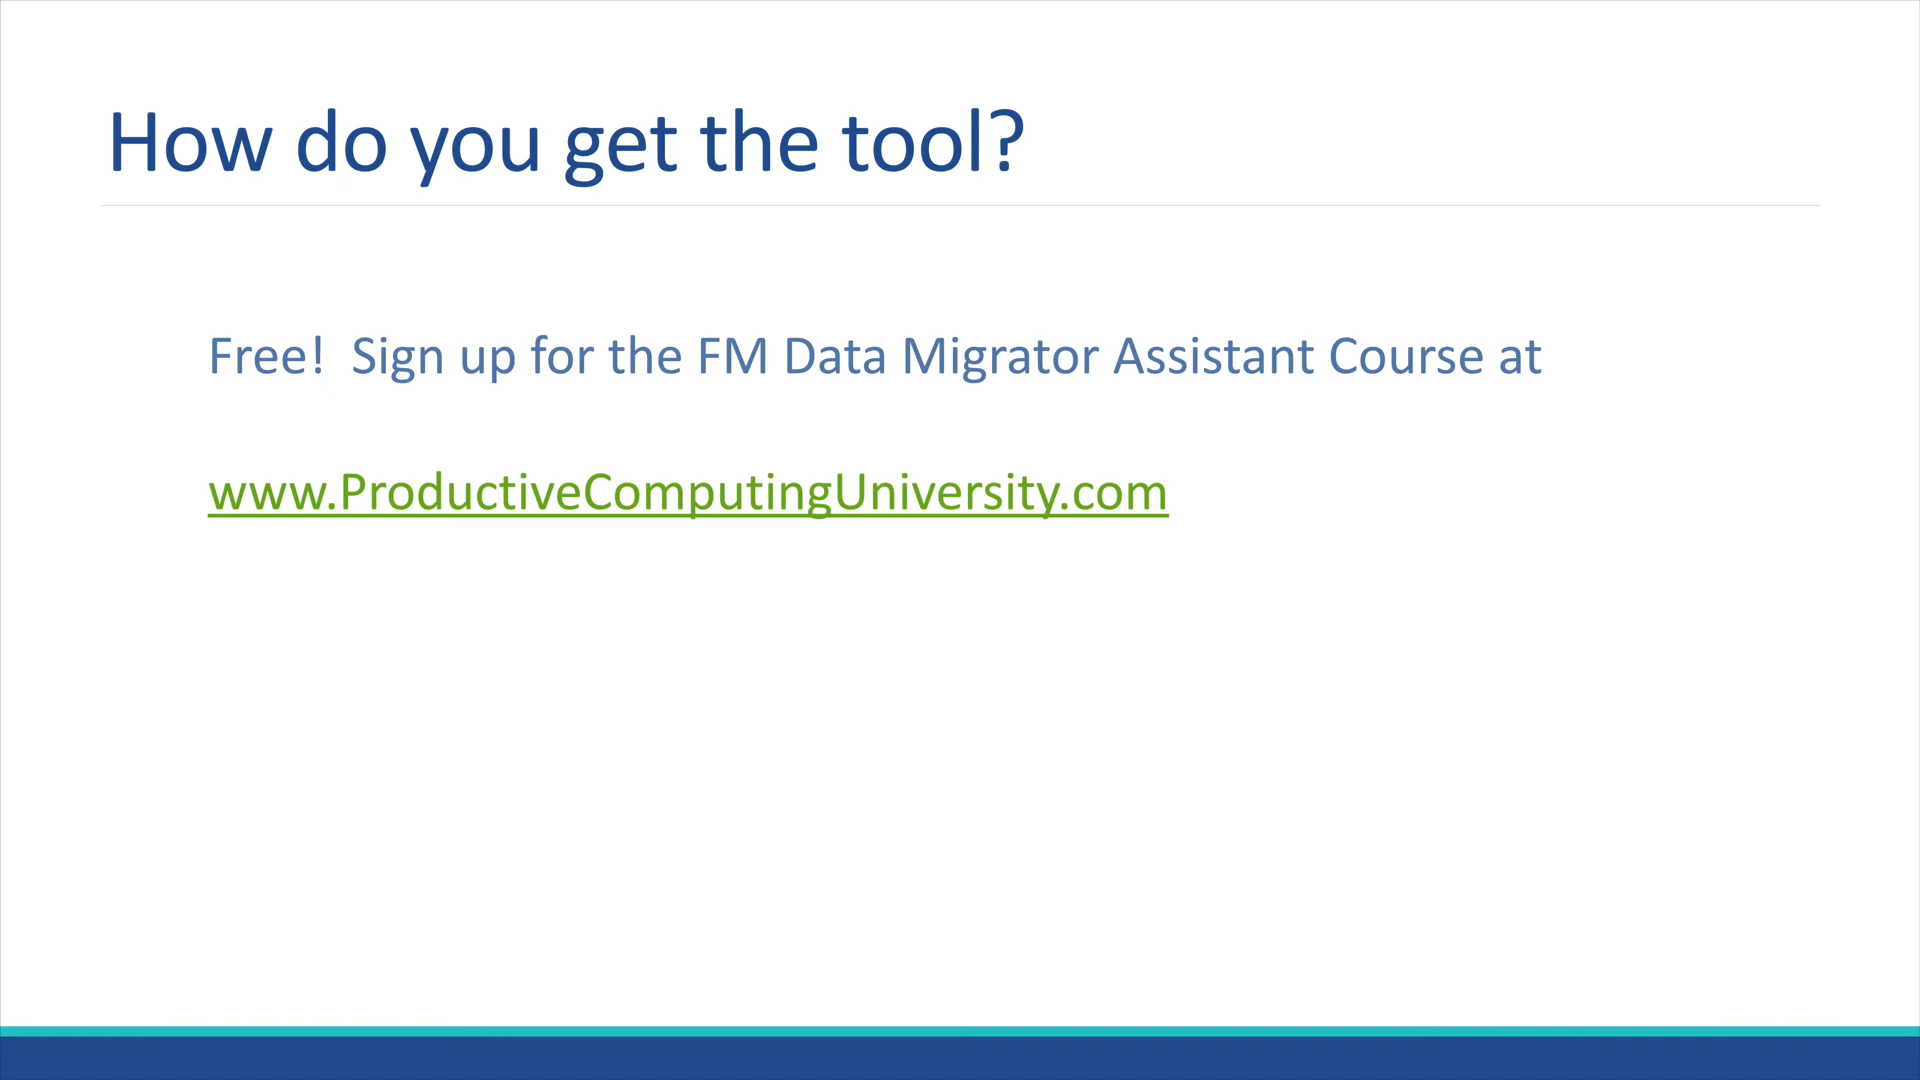 How do you get the tool?
Free!  Sign up for the FM Data Migrator Assistant Course at
www.ProductiveComputingUniversity.com